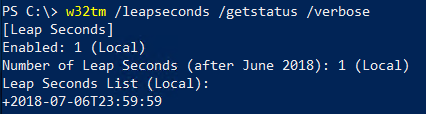 PS C:\> w32tm /leapseconds /getstatus /verbose
[Leap Seconds]
Enabled: 1 (Local)
Number of Leap Seconds (after June 2018): 1 (Local)
Leap Seconds List (Local):
+2018-07-06T23:59:59